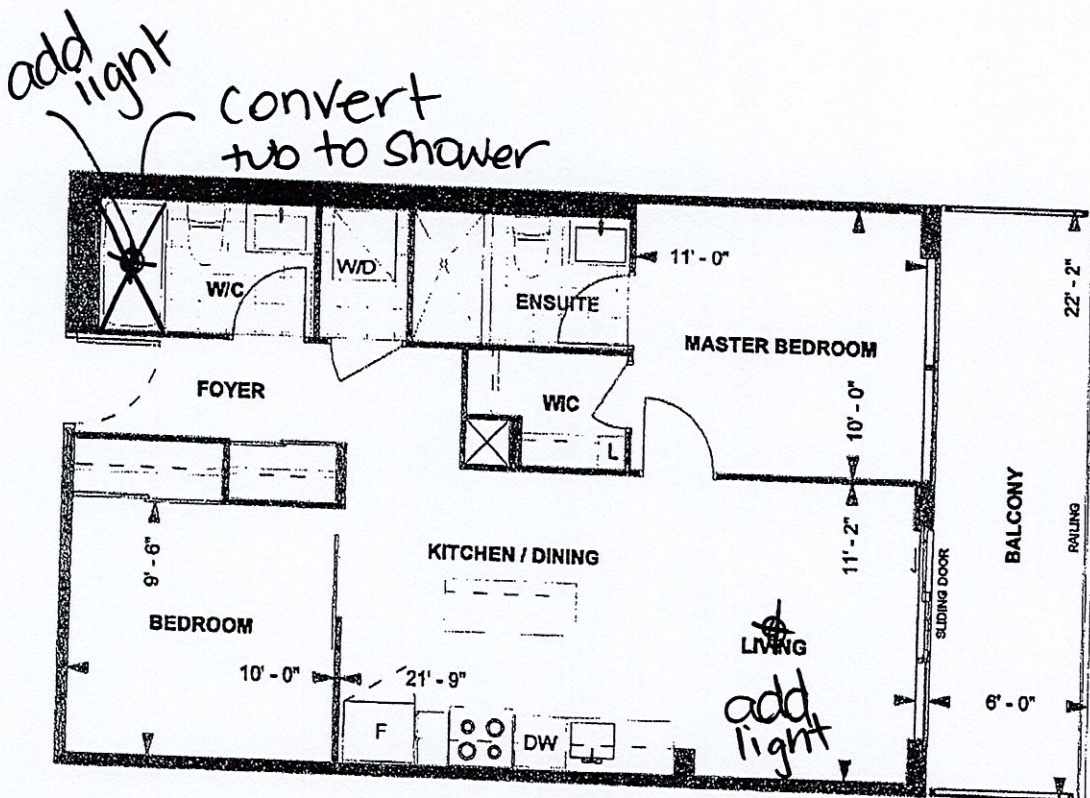 add
light
convert
tub to shower
W/C
W/D
ENSUITE
11' - 0"
22' - 2"
MASTER BEDROOM
FOYER
WIC
10' - 0"
L
BALCONY
RAILING
11' - 2"
9' - 6"
KITCHEN / DINING
SLIDING DOOR
BEDROOM
LIVING
10' - 0"
21' - 9"
6' - 0"
add
light
F
DW